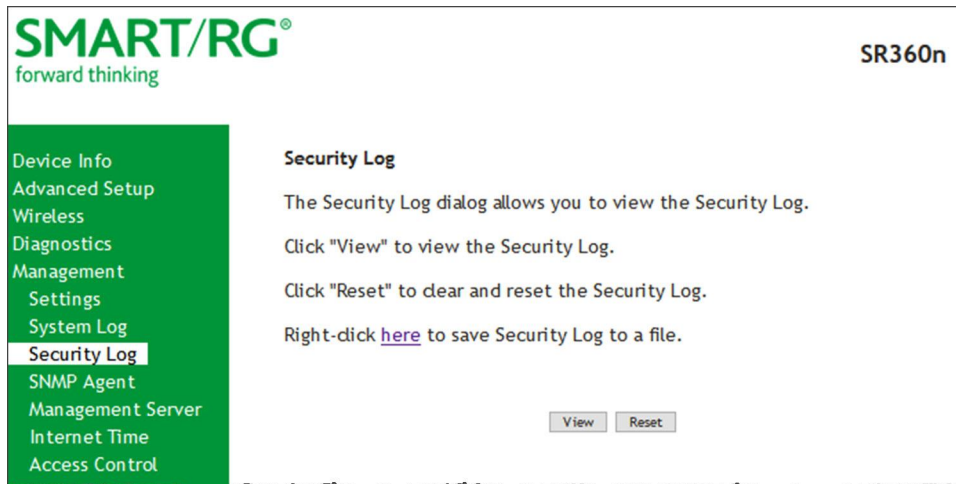 SMART/RG®
forward thinking
SR360n
Device Info
Advanced Setup
Wireless
Diagnostics
Management
Settings
System Log
Security Log
SNMP Agent
Management Server
Internet Time
Access Control
Security Log
The Security Log dialog allows you to view the Security Log.
Click "View" to view the Security Log.
Click "Reset" to clear and reset the Security Log.
Right-click here to save Security Log to a file.
View Reset